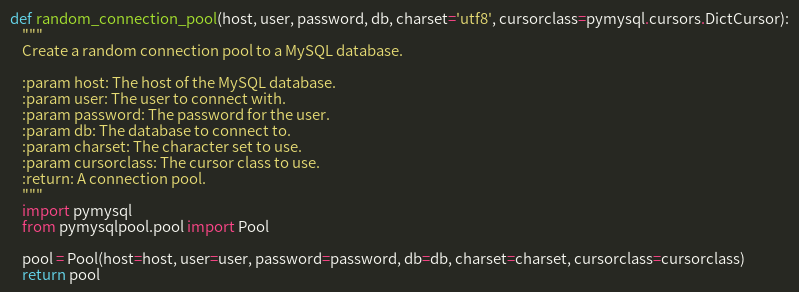 def random_connection_pool(host, user, password, db, charset='utf8', cursorclass=pymysql.cursors.DictCursor):
    """
    Create a random connection pool to a MySQL database.

    :param host: The host of the MySQL database.
    :param user: The user to connect with.
    :param password: The password for the user.
    :param db: The database to connect to.
    :param charset: The character set to use.
    :param cursorclass: The cursor class to use.
    :return: A connection pool.
    """
    import pymysql
    from pymysqlpool.pool import Pool

    pool = Pool(host=host, user=user, password=password, db=db, charset=charset, cursorclass=cursorclass)
    return pool